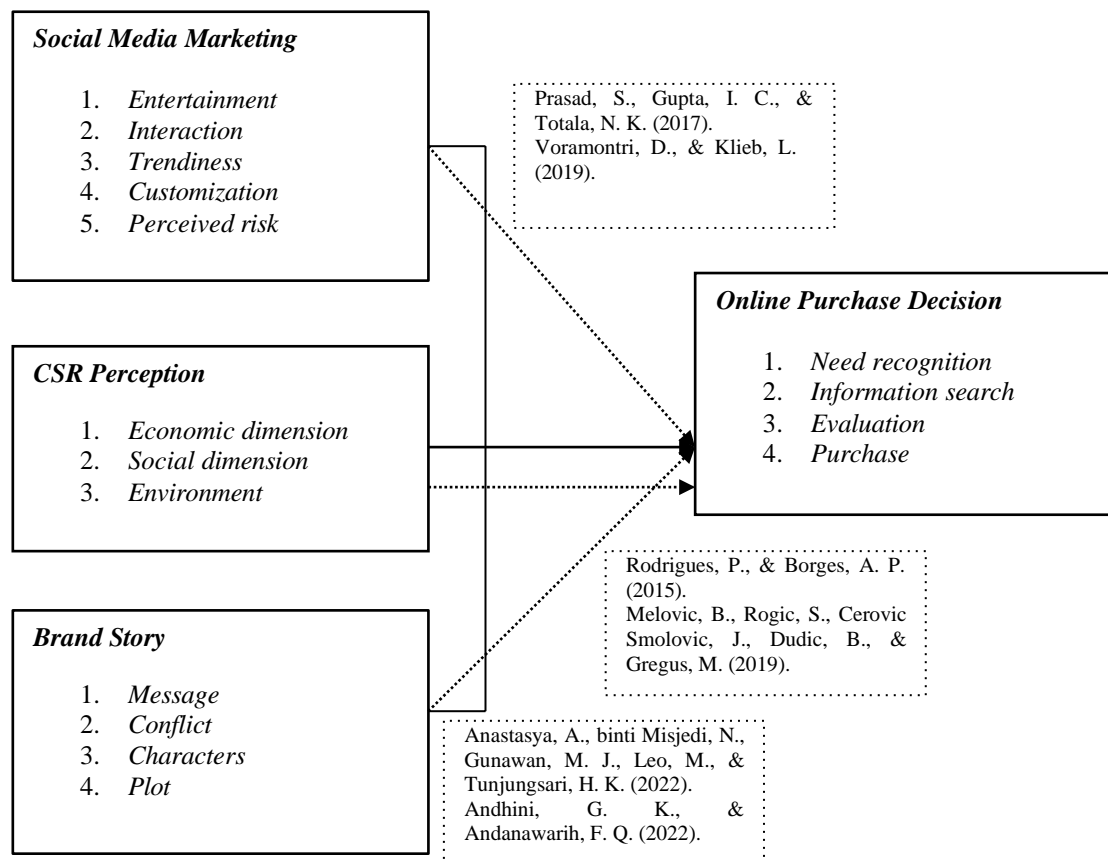 Social Media Marketing
1. Entertainment
2. Interaction
3. Trendiness
4. Customization
5. Perceived risk
Prasad, S., Gupta, I. C., &
Totala, N. K. (2017).
Voramontri, D., & Klieb, L.
(2019).
Online Purchase Decision
1. Need recognition
2. Information search
3. Evaluation
4. Purchase
CSR Perception
1. Economic dimension
2. Social dimension
3. Environment
Rodrigues, P., & Borges, A. P.
(2015).
Melovic, B., Rogic, S., Cerovic
Smolovic, J., Dudic, B., &
Gregus, M. (2019).
Brand Story
1. Message
2. Conflict
3. Characters
4. Plot
Anastasya, A., binti Misjedi, N.,
Gunawan, M. J., Leo, M., &
Tunjungsari, H. K. (2022).
Andhini, G. K., &
Andanawarih, F. Q. (2022).